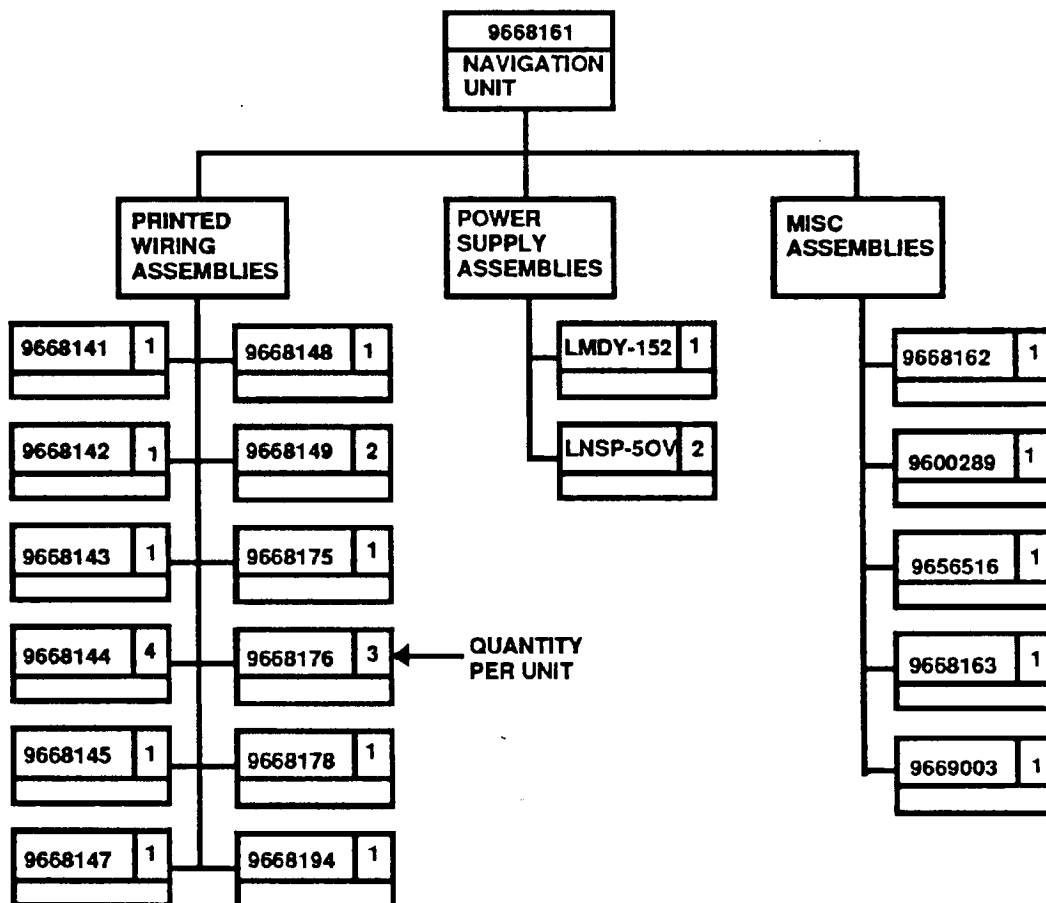 9668161
NAVIGATION
UNIT
PRINTED
WIRING
ASSEMBLIES
POWER
SUPPLY
ASSEMBLIES
MISC
ASSEMBLIES
9668141 1
9668148 1
LMDY-152 1
9668162 1
9668142 1
9668149 2
LNSP-5OV 2
9600289 1
9668143 1
9668175 1
9656516 1
9668144 4
9668176 3
QUANTITY
PER UNIT
9668163 1
9668145 1
9668178 1
9669003 1
9668147 1
9668194 1